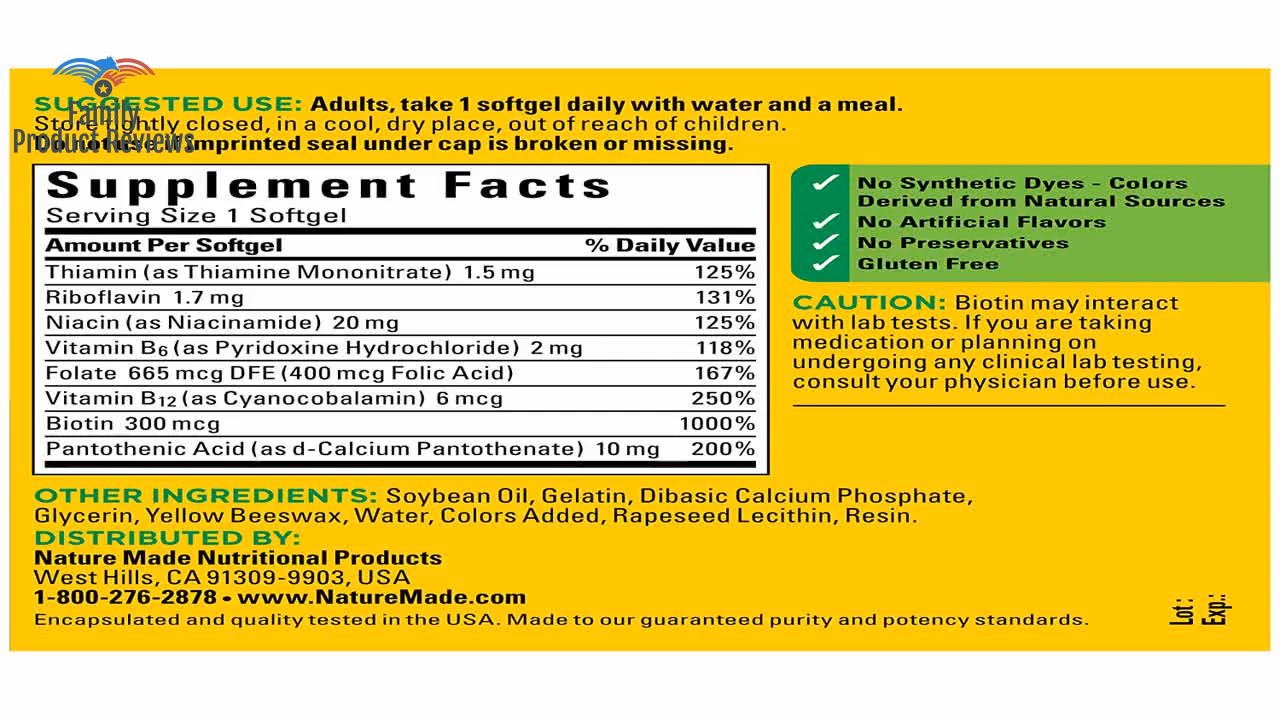 SUGGESTED USE: Adults, take 1 softgel daily with water and a meal.
Store tightly closed, in a cool, dry place, out of reach of children.
Do not use if imprinted seal under cap is broken or missing.
Family
Product Reviews
Supplement Facts
Serving Size 1 Softgel
Amount Per Softgel % Daily Value
Thiamin (as Thiamine Mononitrate) 1.5 mg 125%
Riboflavin 1.7 mg 131%
Niacin (as Niacinamide) 20 mg 125%
Vitamin B6 (as Pyridoxine Hydrochloride) 2 mg 118%
Folate 665 mcg DFE (400 mcg Folic Acid) 167%
Vitamin B12 (as Cyanocobalamin) 6 mcg 250%
Biotin 300 mcg 1000%
Pantothenic Acid (as d-Calcium Pantothenate) 10 mg 200%
No Synthetic Dyes - Colors
Derived from Natural Sources
No Artificial Flavors
No Preservatives
Gluten Free
CAUTION: Biotin may interact
with lab tests. If you are taking
medication or planning on
undergoing any clinical lab testing,
consult your physician before use.
OTHER INGREDIENTS: Soybean Oil, Gelatin, Dibasic Calcium Phosphate,
Glycerin, Yellow Beeswax, Water, Colors Added, Rapeseed Lecithin, Resin.
DISTRIBUTED BY:
Nature Made Nutritional Products
West Hills, CA 91309-9903, USA
1-800-276-2878 • www.NatureMade.com
Encapsulated and quality tested in the USA. Made to our guaranteed purity and potency standards.
Lot :
Exp.: